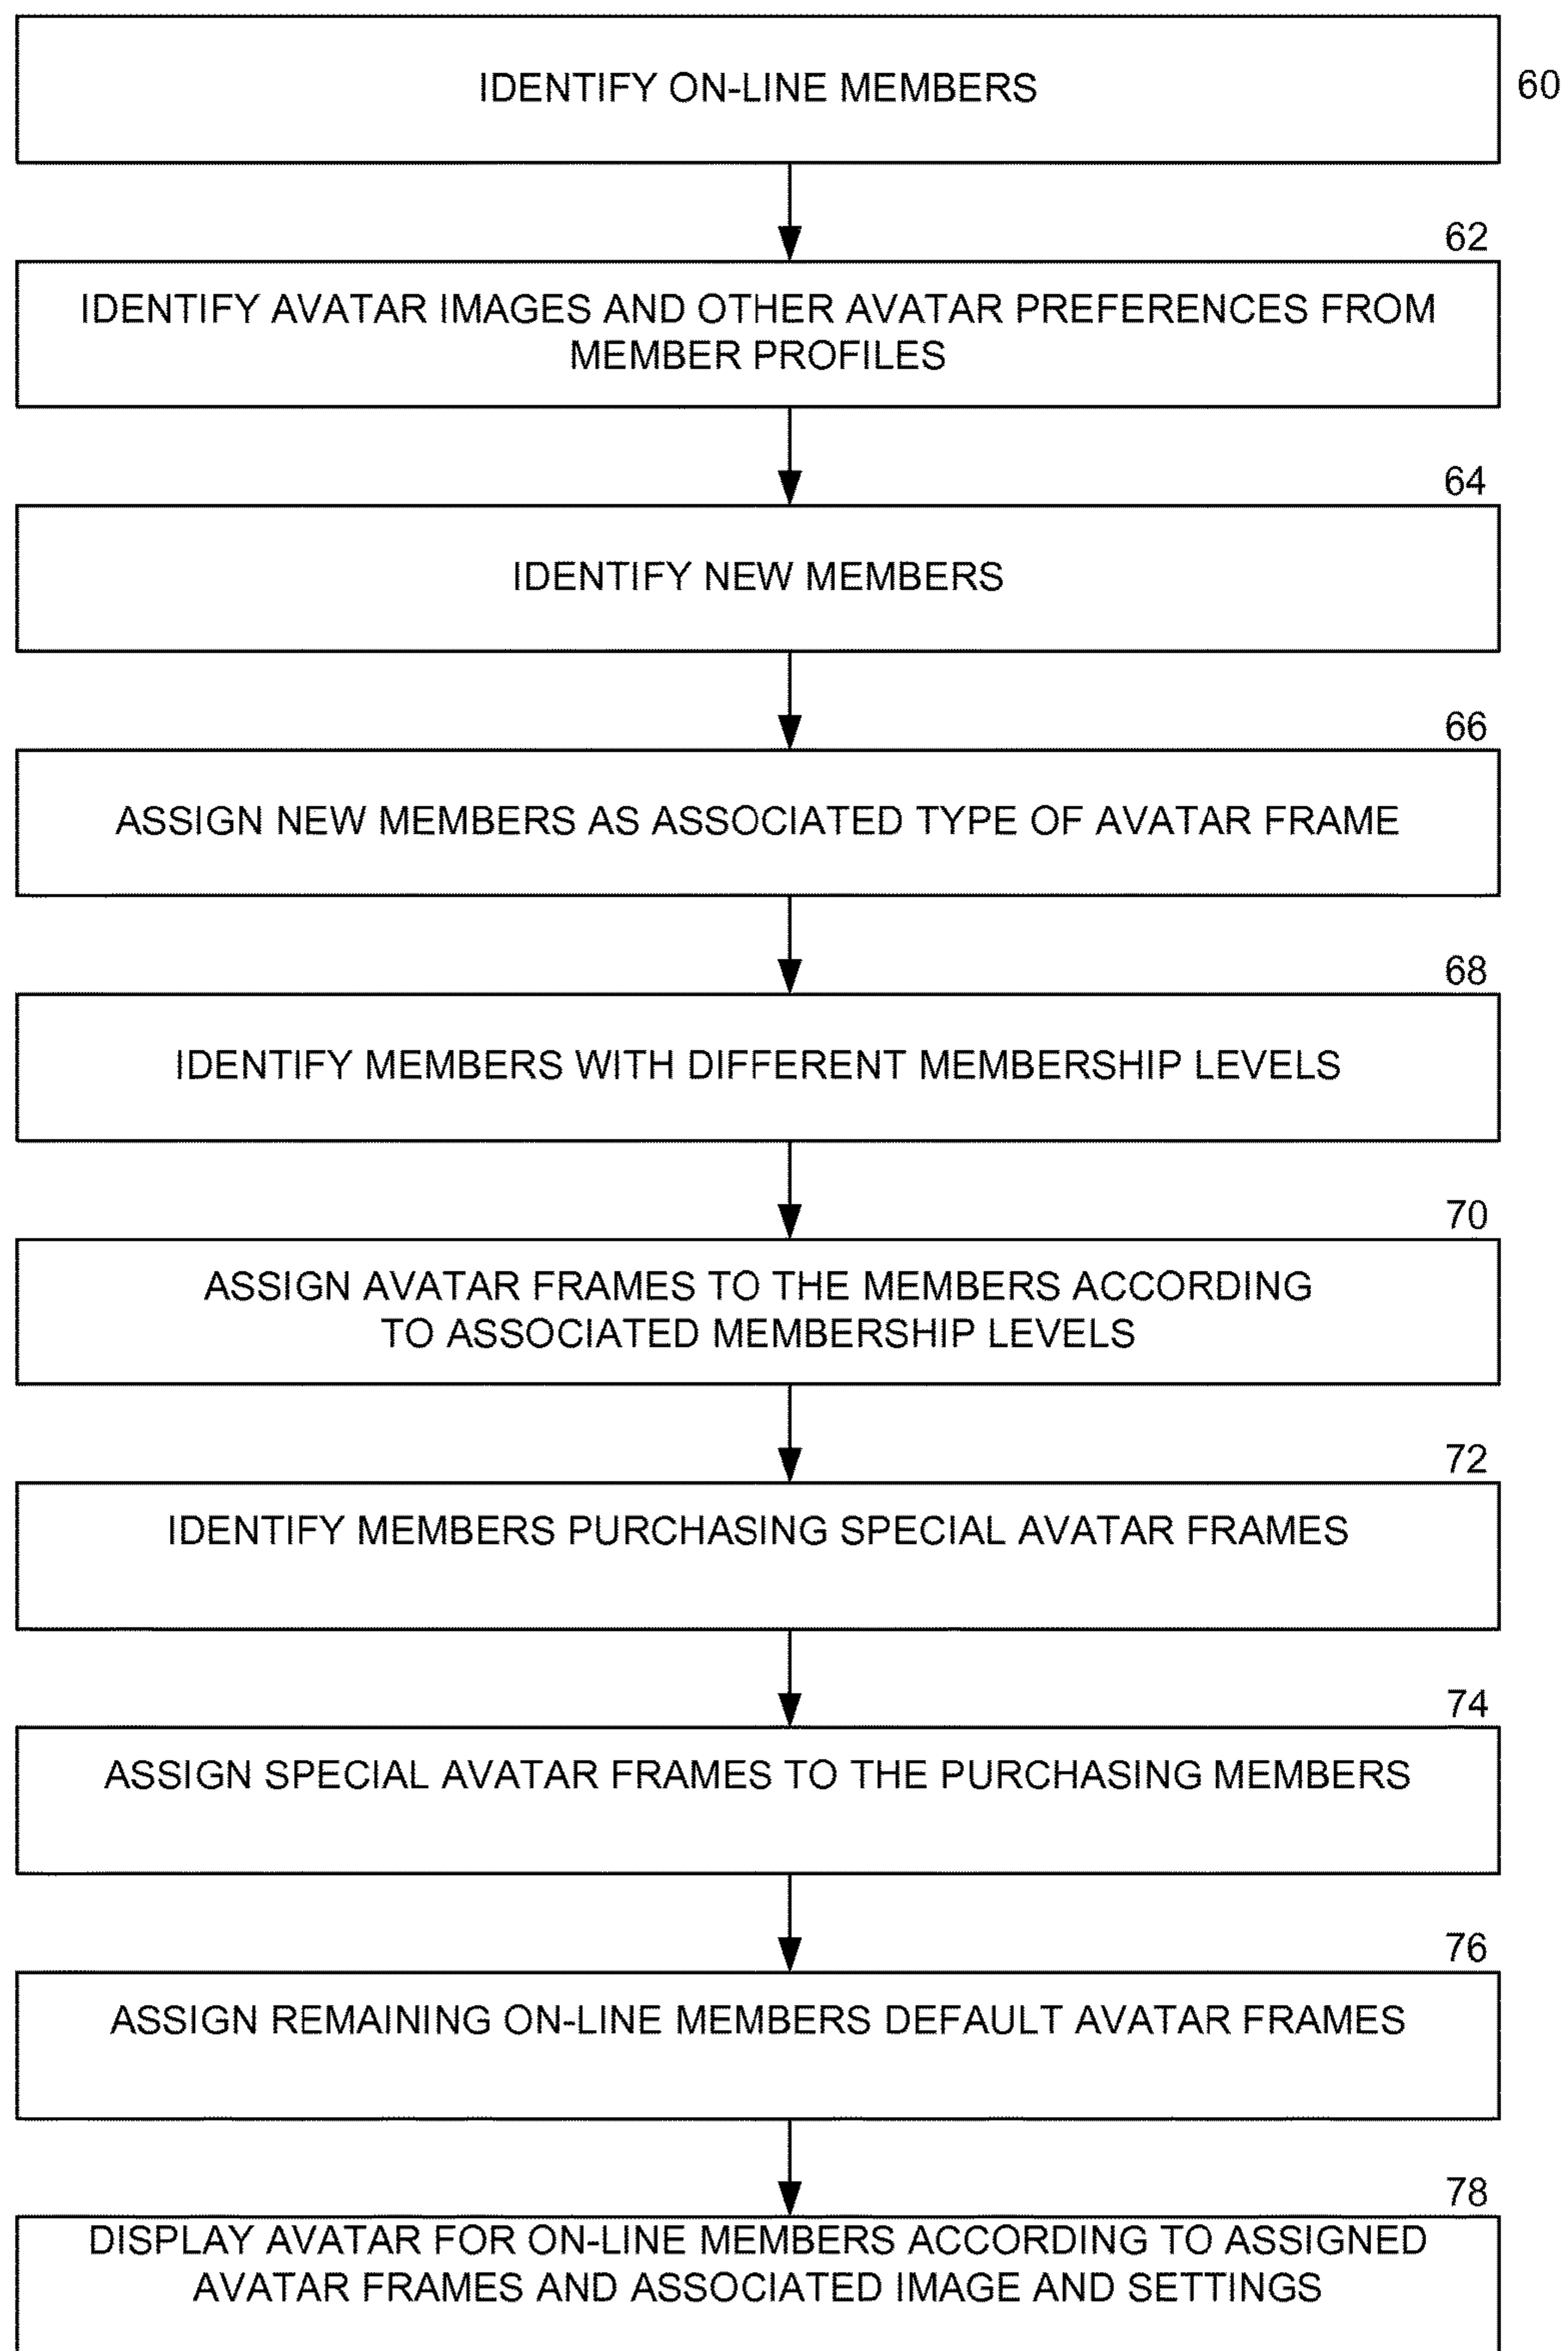 IDENTIFY ON-LINE MEMBERS
60
62
IDENTIFY AVATAR IMAGES AND OTHER AVATAR PREFERENCES FROM
MEMBER PROFILES
64
IDENTIFY NEW MEMBERS
66
ASSIGN NEW MEMBERS AS ASSOCIATED TYPE OF AVATAR FRAME
68
IDENTIFY MEMBERS WITH DIFFERENT MEMBERSHIP LEVELS
70
ASSIGN AVATAR FRAMES TO THE MEMBERS ACCORDING
TO ASSOCIATED MEMBERSHIP LEVELS
72
IDENTIFY MEMBERS PURCHASING SPECIAL AVATAR FRAMES
74
ASSIGN SPECIAL AVATAR FRAMES TO THE PURCHASING MEMBERS
76
ASSIGN REMAINING ON-LINE MEMBERS DEFAULT AVATAR FRAMES
78
DISPLAY AVATAR FOR ON-LINE MEMBERS ACCORDING TO ASSIGNED
AVATAR FRAMES AND ASSOCIATED IMAGE AND SETTINGS